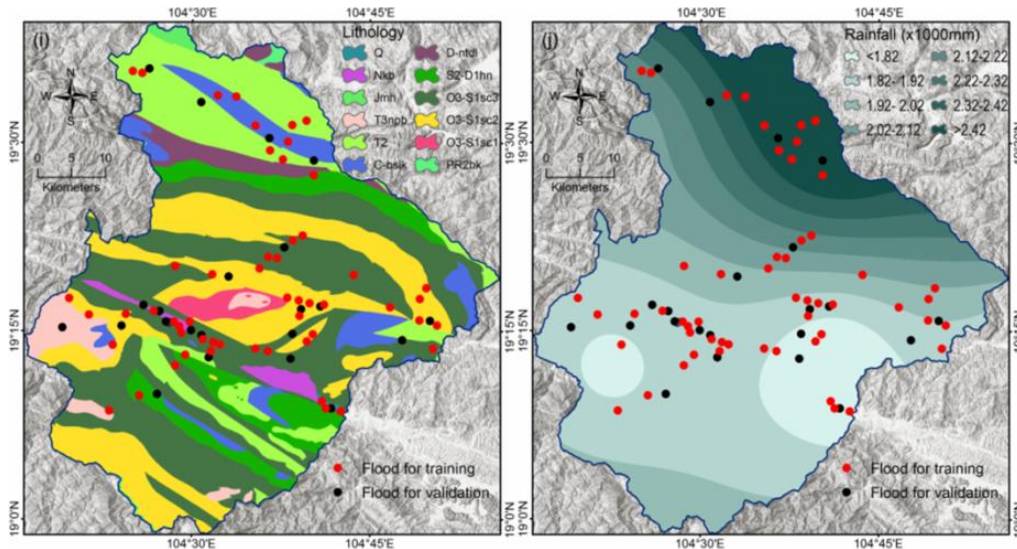 104°30'E
104°45'E
(i)
Lithology
Q
D-ntdl
Nkb
S2-D1hn
Jmh
O3-S1sc3
T3npb
O3-S1sc2
T2
O3-S1sc1
C-bsik
PR2bk
N
W
E
S
0
5
10
Kilometers
19°30'N
19°15'N
19°0'N
Flood for training
Flood for validation
104°30'E
104°45'E
104°30'E
104°45'E
(j)
Rainfall (x1000mm)
<1.82
2.12-2.22
1.82- 1.92
2.22-2.32
1.92- 2.02
2.32-2.42
2.02-2.12
>2.42
N
W
E
S
0
5
10
Kilometers
19°30'N
19°15'N
19°0'N
Flood for training
Flood for validation
104°30'E
104°45'E